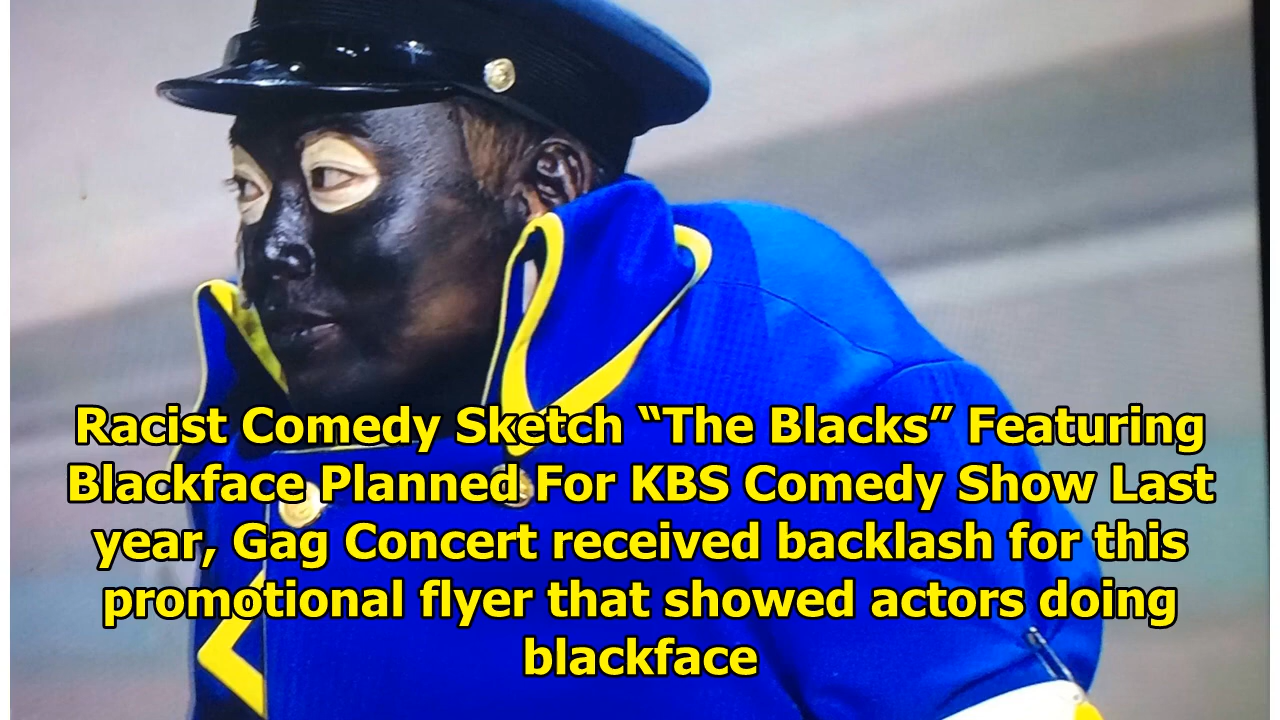 Racist Comedy Sketch “The Blacks” Featuring
Blackface Planned For KBS Comedy Show Last
year, Gag Concert received backlash for this
promotional flyer that showed actors doing
blackface